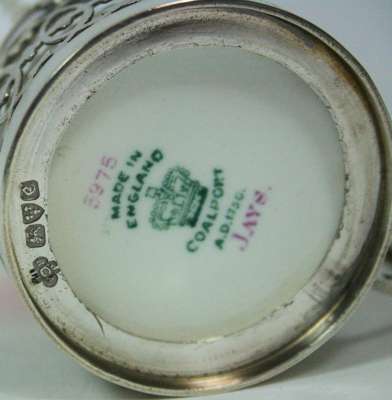 5975
MADE IN
ENGLAND
COALPORT
A.D.1750.
JAYS.